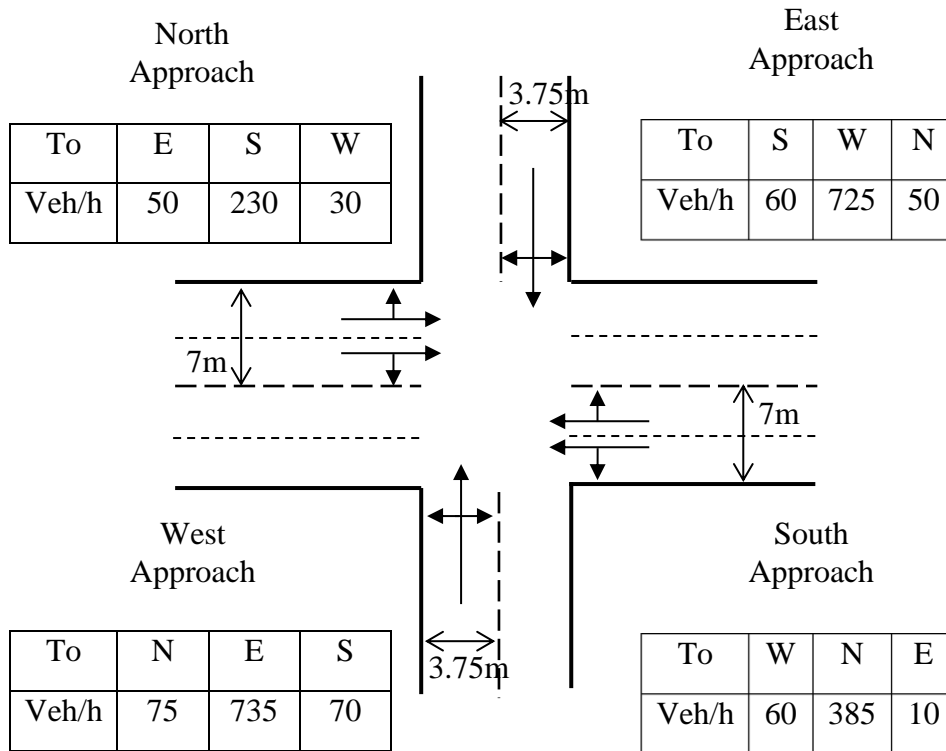 North
Approach
To E S W
Veh/h 50 230 30
3.75m
East
Approach
To S W N
Veh/h 60 725 50
7m
7m
West
Approach
To N E S
Veh/h 75 735 70
3.75m
South
Approach
To W N E
Veh/h 60 385 10